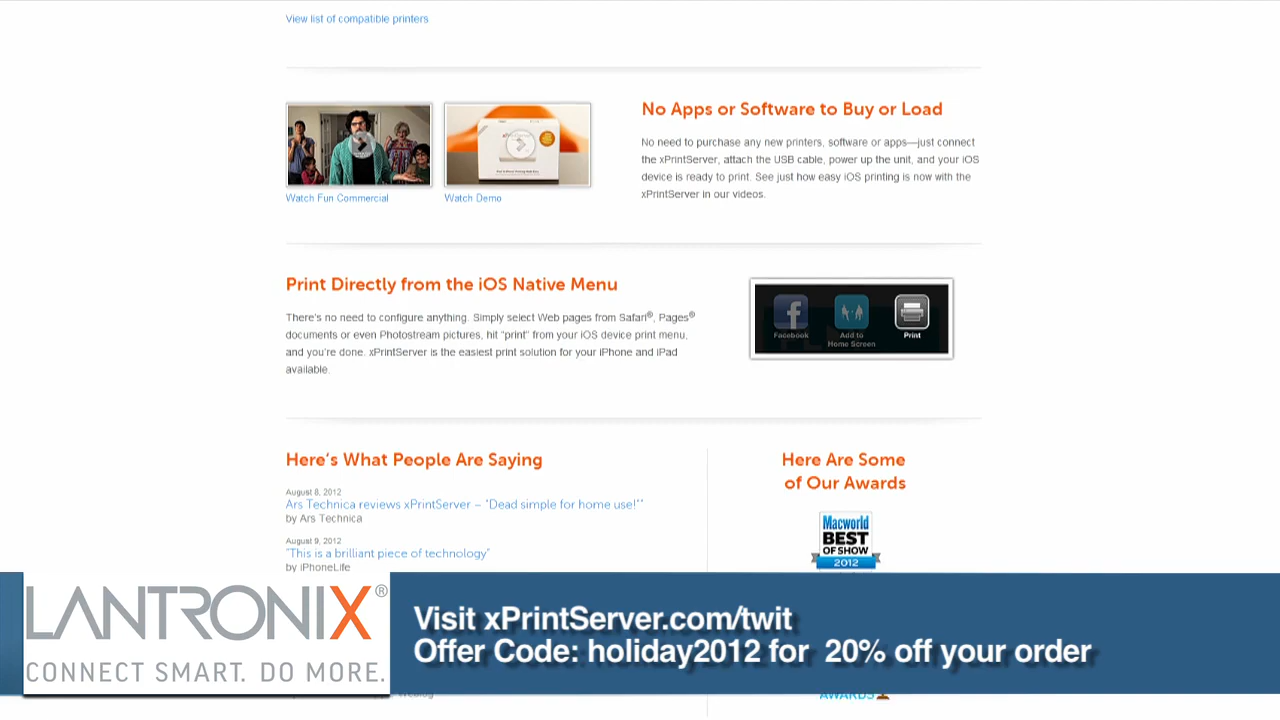 View list of compatible printers
Watch Fun Commercial
Watch Demo
No Apps or Software to Buy or Load
No need to purchase any new printers, software or apps—just connect
the xPrintServer, attach the USB cable, power up the unit, and your iOS
device is ready to print. See just how easy iOS printing is now with the
xPrintServer in our videos.
Print Directly from the iOS Native Menu
There's no need to configure anything. Simply select Web pages from Safari®, Pages®
documents or even Photostream pictures, hit "print" from your iOS device print menu,
and you're done. xPrintServer is the easiest print solution for your iPhone and iPad
available.
Facebook
Add to
Home Screen
Print
Here's What People Are Saying
August 8, 2012
Ars Technica reviews xPrintServer – "Dead simple for home use!""
by Ars Technica
August 9, 2012
"This is a brilliant piece of technology"
by iPhoneLife
Here Are Some
of Our Awards
Macworld
BEST
OF SHOW
2012
LANTRONIX®
CONNECT SMART. DO MORE.
Visit xPrintServer.com/twit
Offer Code: holiday2012 for 20% off your order
AWARDS